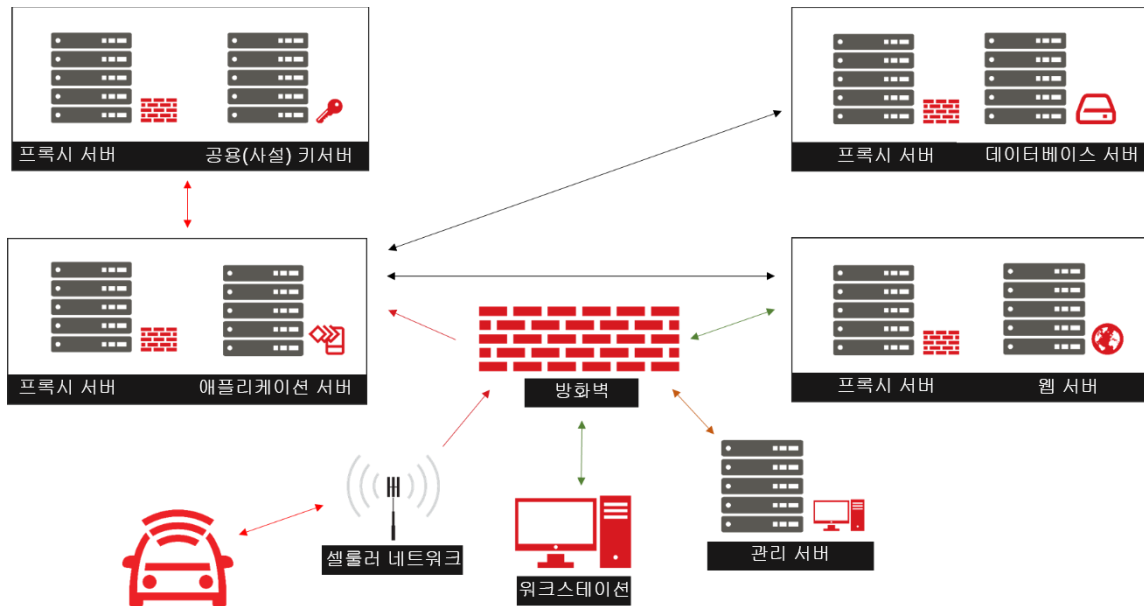 프록시 서버 공용(사설) 키서버
프록시 서버 데이터베이스 서버
프록시 서버 애플리케이션 서버
프록시 서버 웹 서버
방화벽
셀룰러 네트워크
워크스테이션
관리 서버